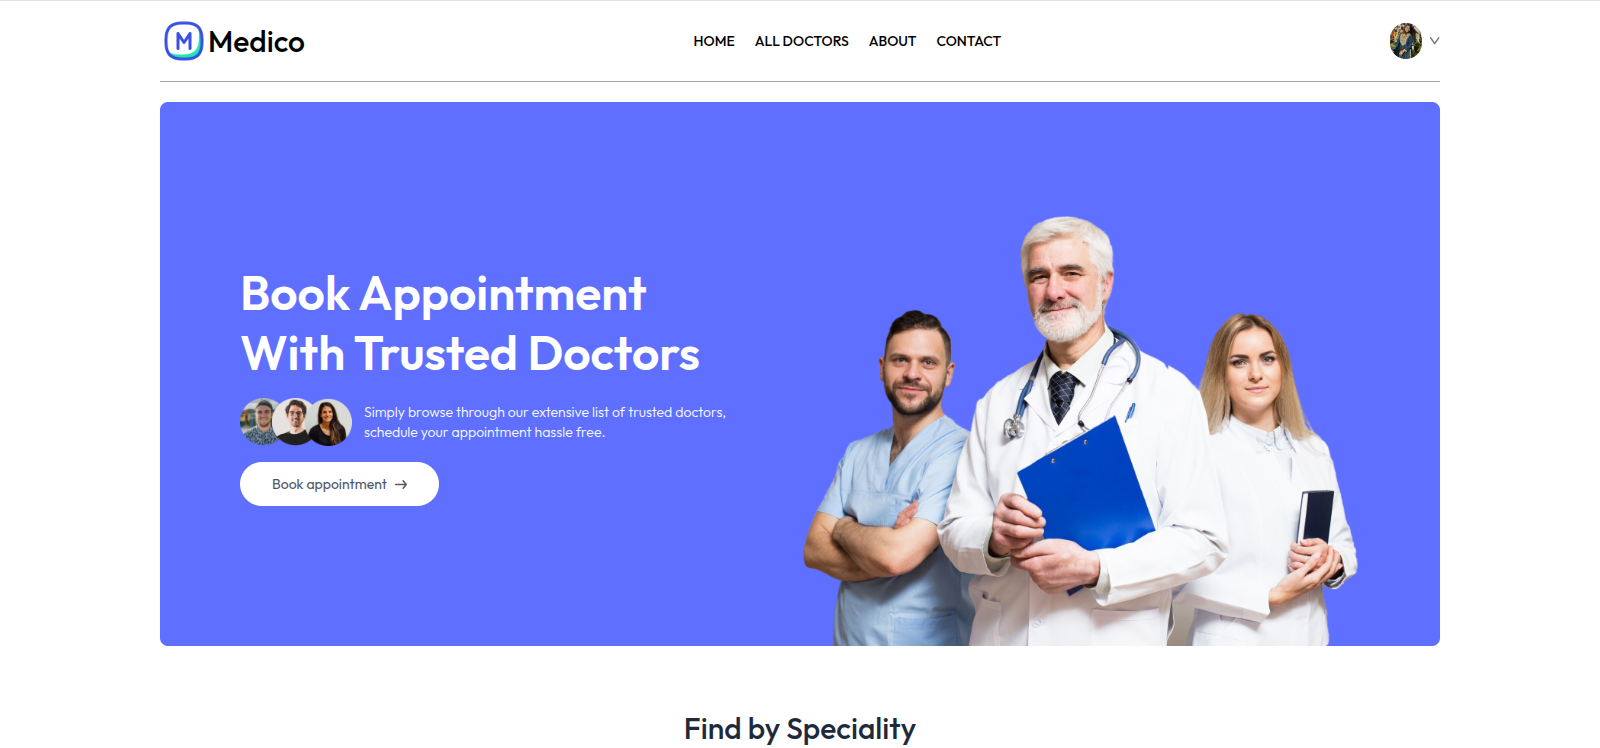 M Medico
HOME ALL DOCTORS ABOUT CONTACT
Book Appointment
With Trusted Doctors
Simply browse through our extensive list of trusted doctors,
schedule your appointment hassle free.
Book appointment →
Find by Speciality